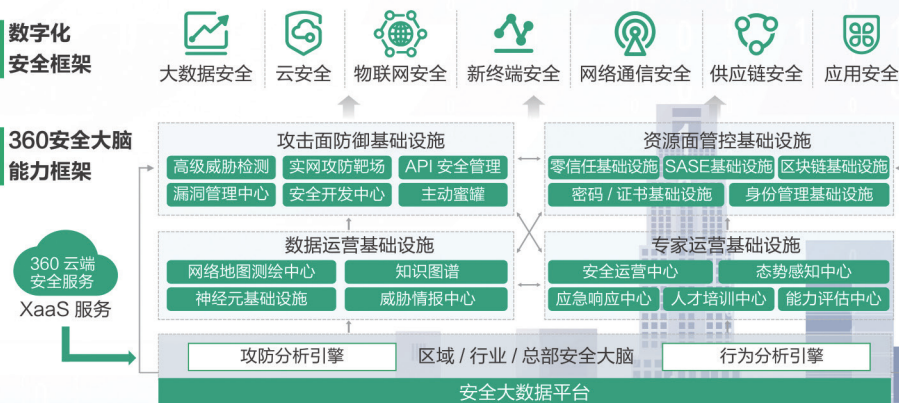 数字化
安全框架
大数据安全 云安全 物联网安全 新终端安全 网络通信安全 供应链安全 应用安全
360安全大脑
能力框架
攻击面防御基础设施 资源面管控基础设施
高级威胁检测 实网攻防靶场 API 安全管理 零信任基础设施 SASE基础设施 区块链基础设施
漏洞管理中心 安全开发中心 主动蜜罐 密码 / 证书基础设施 身份管理基础设施
数据运营基础设施 专家运营基础设施
360 云端
安全服务
XaaS 服务
网络地图测绘中心 知识图谱 安全运营中心 态势感知中心
神经元基础设施 威胁情报中心 应急响应中心 人才培训中心 能力评估中心
攻防分析引擎 区域 / 行业 / 总部安全大脑 行为分析引擎
安全大数据平台